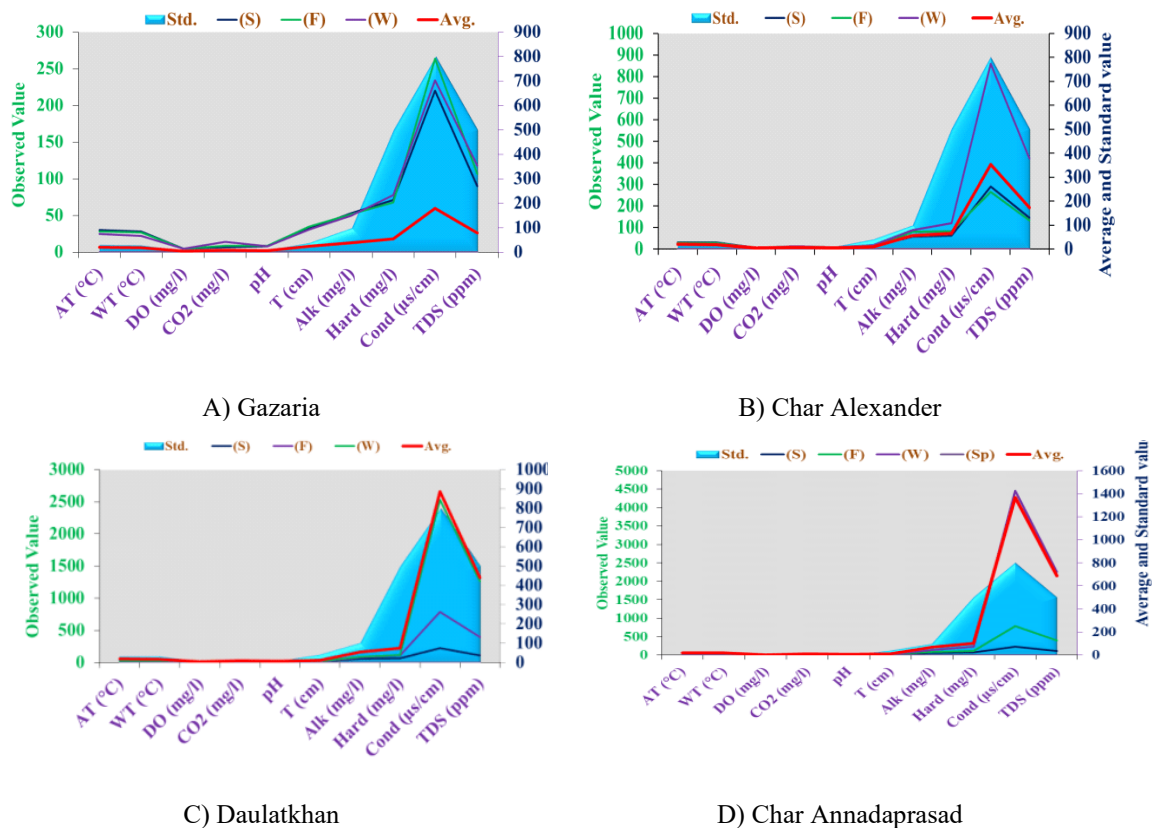 Std. (S) (F) (W) Avg.
Observed Value
300
250
200
150
100
50
0
900
800
700
600
500
400
300
200
100
0
AT (°C)
WT (°C)
DO (mg/l)
CO2 (mg/l)
pH
T (cm)
Alk (mg/l)
Hard (mg/l)
Cond (µs/cm)
TDS (ppm)
A) Gazaria
Std. (S) (F) (W) Avg.
Observed Value
1000
900
800
700
600
500
400
300
200
100
0
900
800
700
600
500
400
300
200
100
0
Average and Standard value
AT (°C)
WT (°C)
DO (mg/l)
CO2 (mg/l)
pH
T (cm)
Alk (mg/l)
Hard (mg/l)
Cond (µs/cm)
TDS (ppm)
B) Char Alexander
Std. (S) (F) (W) Avg.
Observed Value
3000
2500
2000
1500
1000
500
0
1000
900
800
700
600
500
400
300
200
100
0
AT (°C)
WT (°C)
DO (mg/l)
CO2 (mg/l)
pH
T (cm)
Alk (mg/l)
Hard (mg/l)
Cond (µs/cm)
TDS (ppm)
C) Daulatkhan
Std. (S) (F) (W) (Sp) Avg.
Observed Value
5000
4500
4000
3500
3000
2500
2000
1500
1000
500
0
1600
1400
1200
1000
800
600
400
200
0
Average and Standard valu
AT (°C)
WT (°C)
DO (mg/l)
CO2 (mg/l)
pH
T (cm)
Alk (mg/l)
Hard (mg/l)
Cond (µs/cm)
TDS (ppm)
D) Char Annadaprasad